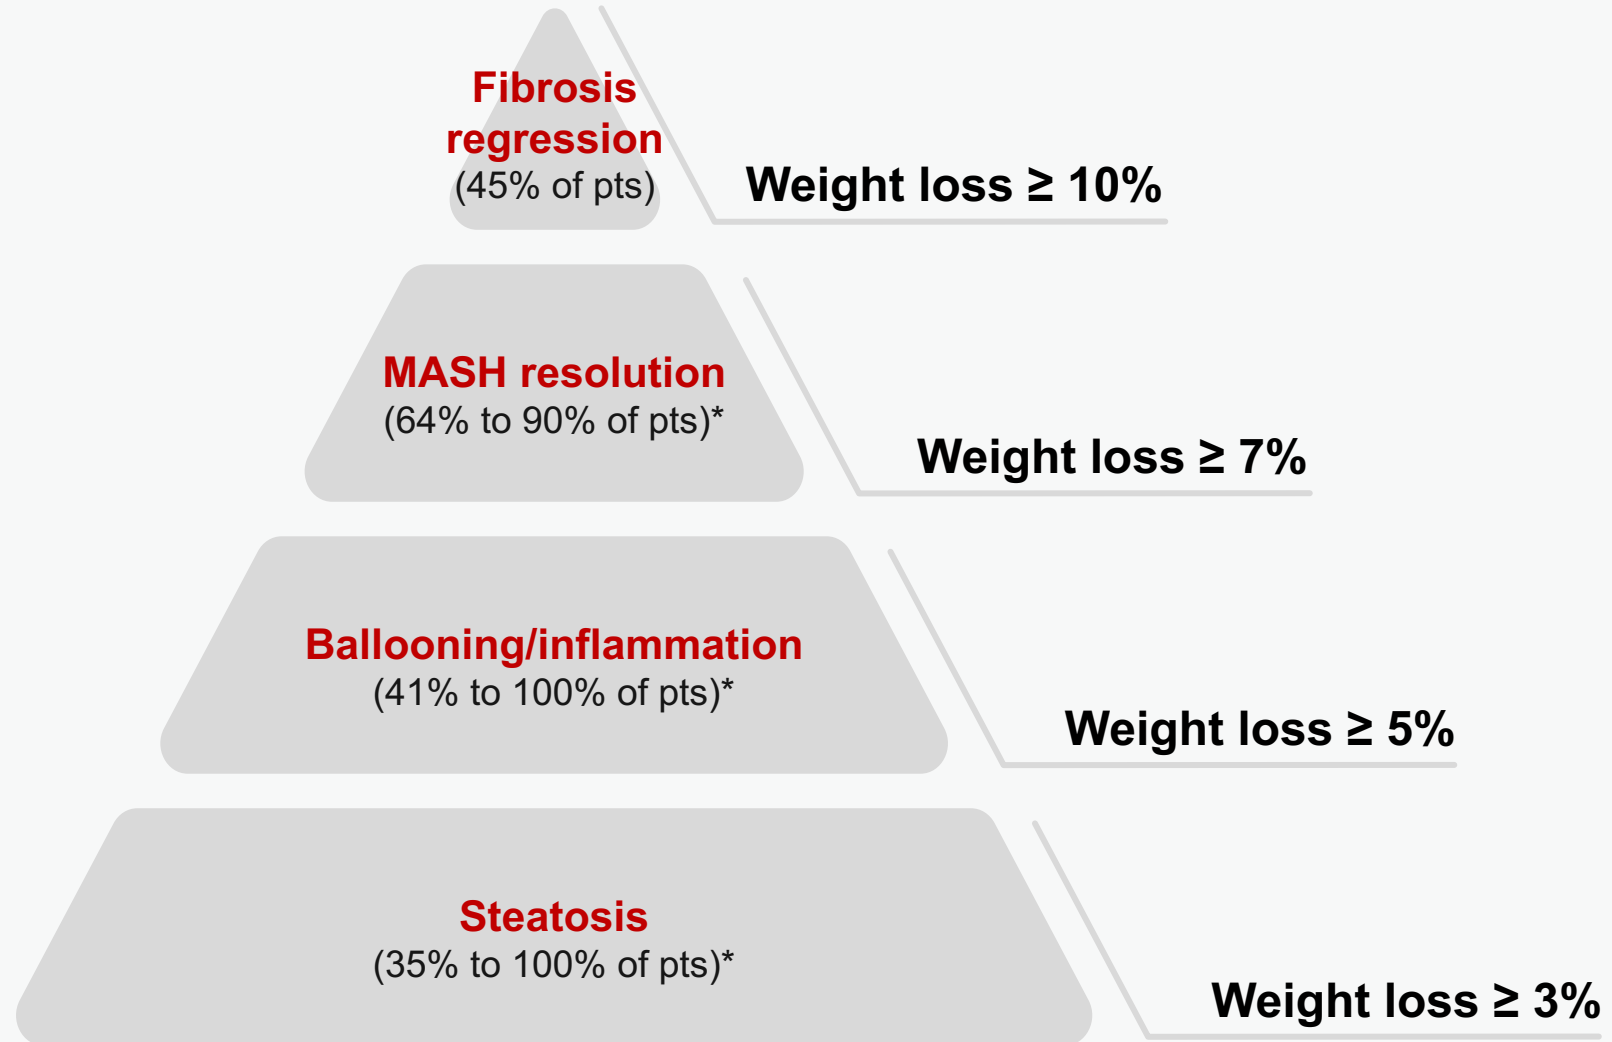 Fibrosis
regression
(45% of pts)
Weight loss ≥ 10%
MASH resolution
(64% to 90% of pts)*
Weight loss ≥ 7%
Ballooning/inflammation
(41% to 100% of pts)*
Weight loss ≥ 5%
Steatosis
(35% to 100% of pts)*
Weight loss ≥ 3%